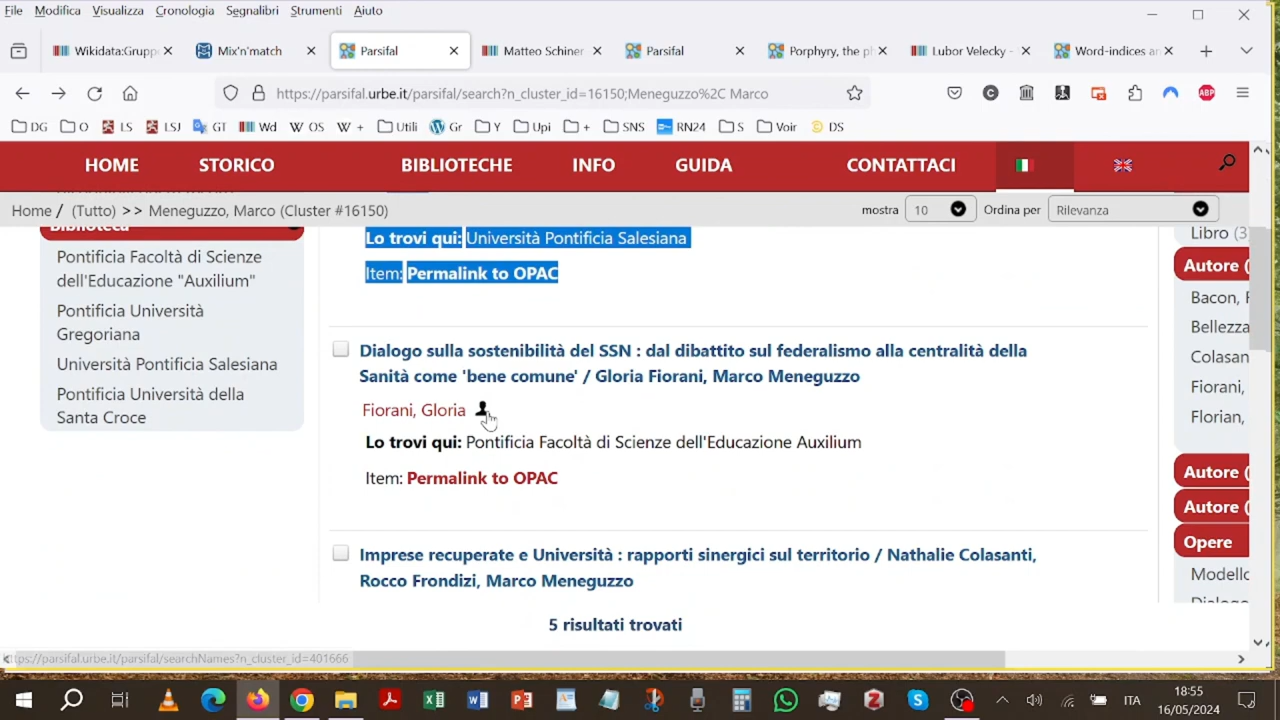 File Modifica Visualizza Cronologia Segnalibri Strumenti Aiuto
Wikidata:Grupp
Mix'n'match
Parsifal
Matteo Schiner
Parsifal
Porphyry, the p
Lubor Velecky -
Word-indices a
https://parsifal.urbe.it/parsifal/search?n_cluster_id=16150;Meneguzzo%2C Marco
DG O LS LSJ GT Wd OS + Utili Gr Y Upi + SNS RN24 S Voir DS
HOME STORICO BIBLIOTECHE INFO GUIDA CONTATTACI
Home / (Tutto) >> Meneguzzo, Marco (Cluster #16150)
mostra 10 Ordina per Rilevanza
Biblioteca
Pontificia Facoltà di Scienze
dell'Educazione "Auxilium"
Pontificia Università
Gregoriana
Università Pontificia Salesiana
Pontificia Università della
Santa Croce
Lo trovi qui: Università Pontificia Salesiana
Item: Permalink to OPAC
Dialogo sulla sostenibilità del SSN : dal dibattito sul federalismo alla centralità della
Sanità come 'bene comune' / Gloria Fiorani, Marco Meneguzzo
Fiorani, Gloria
Lo trovi qui: Pontificia Facoltà di Scienze dell'Educazione Auxilium
Item: Permalink to OPAC
Imprese recuperate e Università : rapporti sinergici sul territorio / Nathalie Colasanti,
Rocco Frondizi, Marco Meneguzzo
5 risultati trovati
Libro (3
Autore (
Bacon, F
Bellezza
Colasan
Fiorani,
Florian,
Autore (
Autore (
Opere
Modello
ttps://parsifal.urbe.it/parsifal/searchNames?n_cluster_id=401666
ITA
18:55
16/05/2024